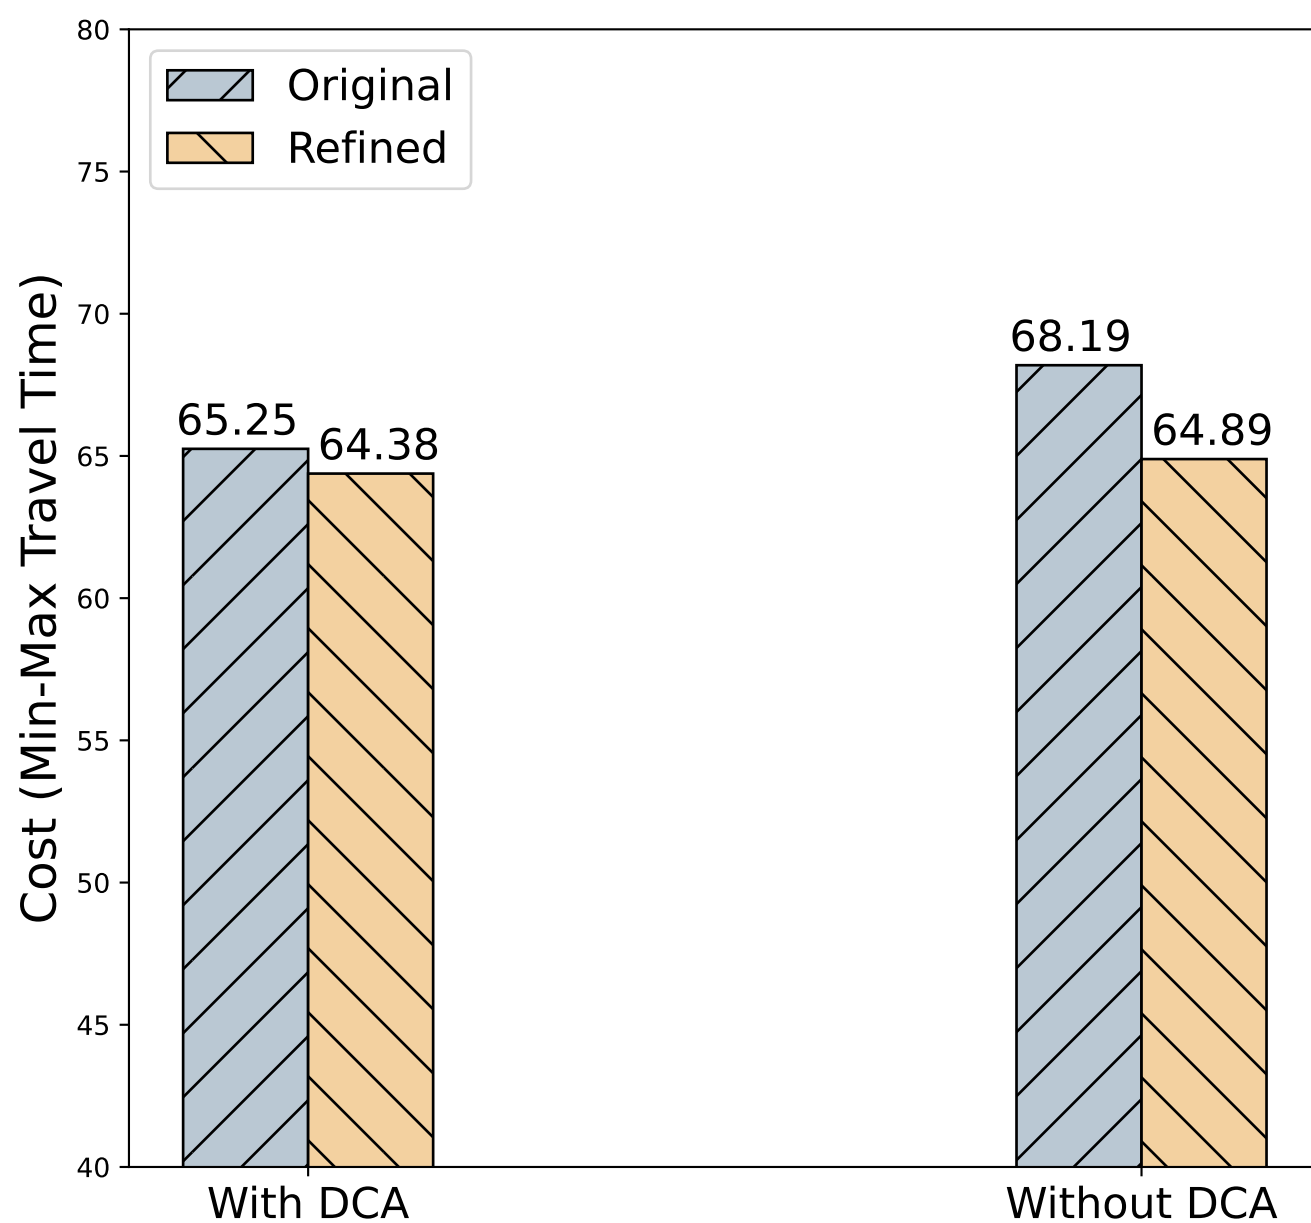 80
75
70
65
60
55
50
45
40
Cost (Min-Max Travel Time)
Original
Refined
65.25
64.38
68.19
64.89
With DCA
Without DCA